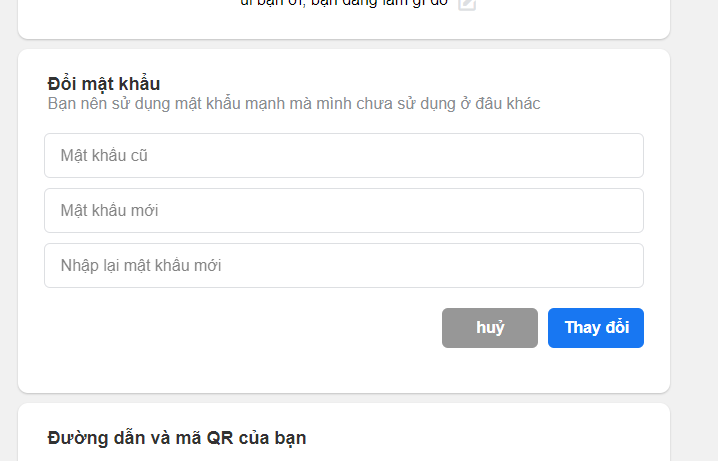 ui bạn ơi, bạn đang làm gì đó
Đổi mật khẩu
Bạn nên sử dụng mật khẩu mạnh mà mình chưa sử dụng ở đâu khác
Mật khẩu cũ
Mật khẩu mới
Nhập lại mật khẩu mới
huỷ
Thay đổi
Đường dẫn và mã QR của bạn